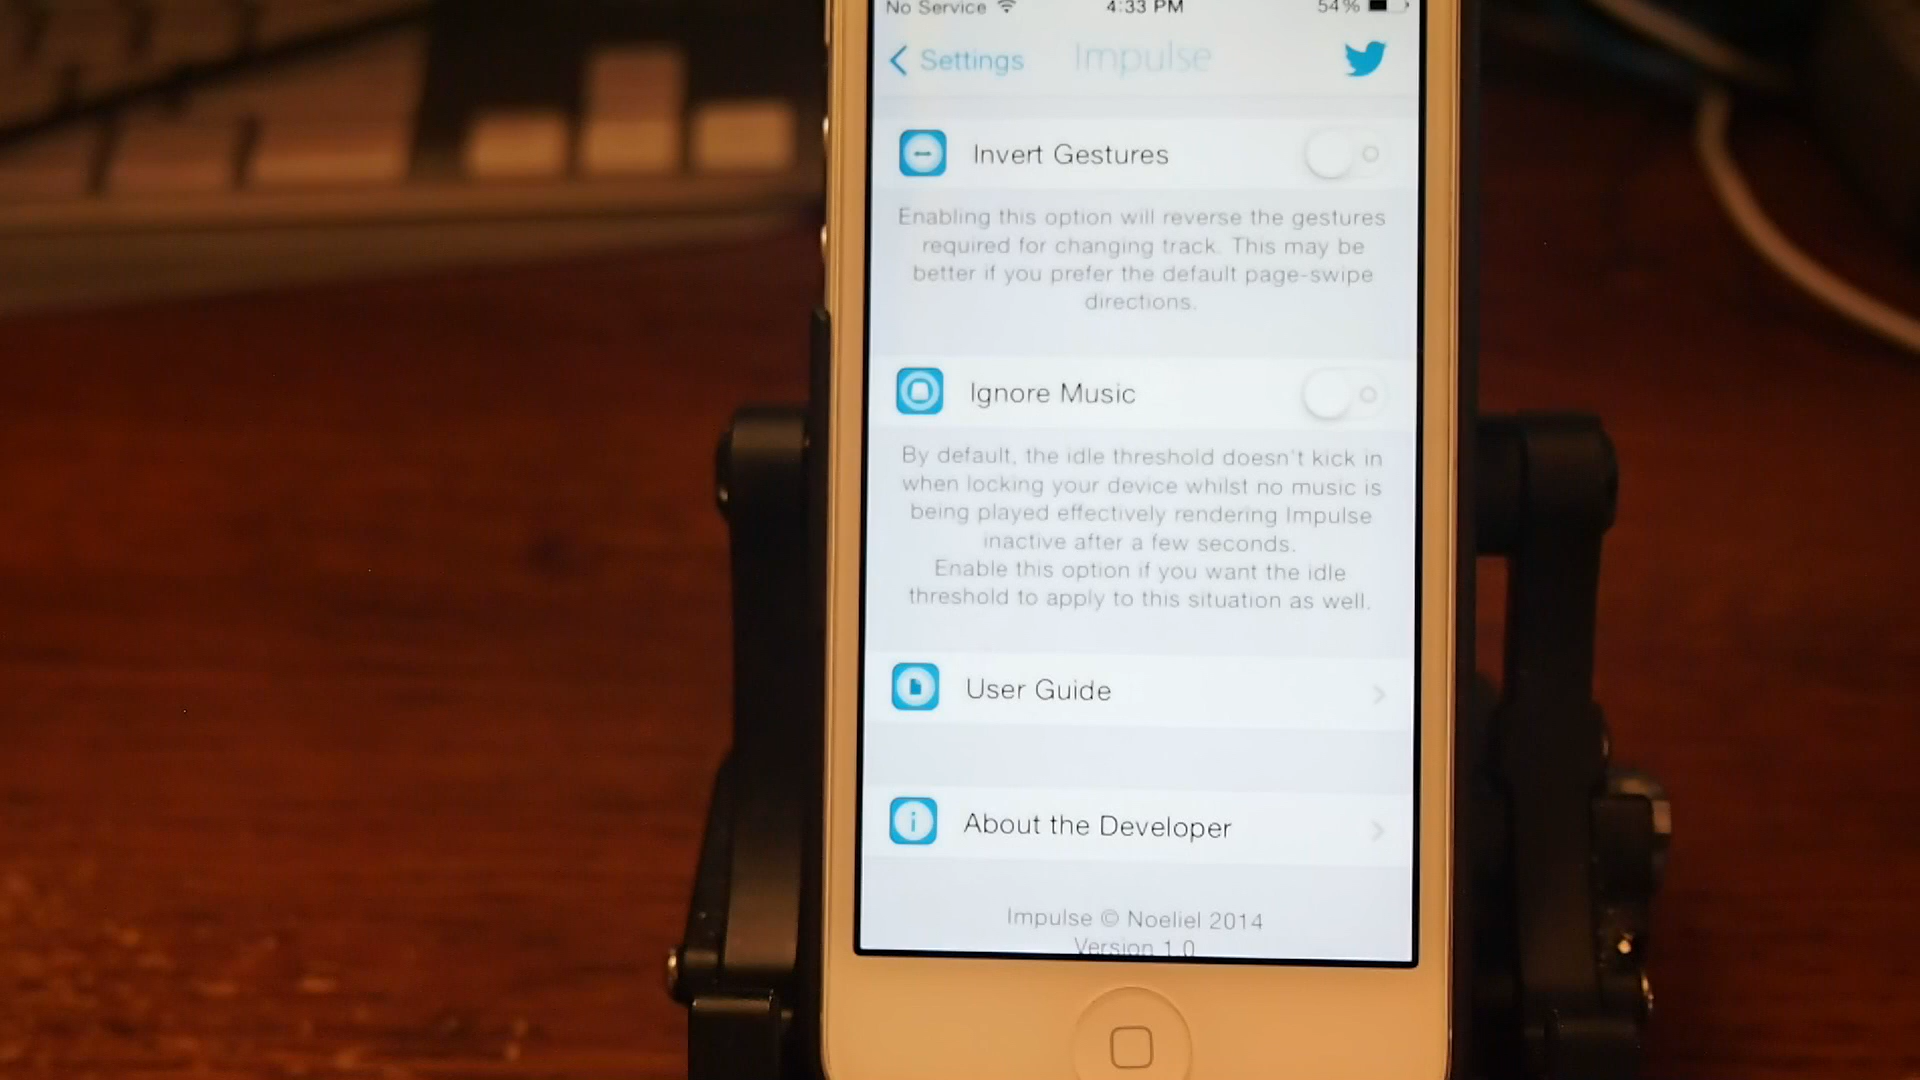 No Service 4:33 PM 54%
Settings Impulse
Invert Gestures
Enabling this option will reverse the gestures
required for changing track. This may be
better if you prefer the default page-swipe
directions.
Ignore Music
By default, the idle threshold doesn't kick in
when locking your device whilst no music is
being played effectively rendering Impulse
inactive after a few seconds.
Enable this option if you want the idle
threshold to apply to this situation as well.
User Guide
About the Developer
Impulse © Noeliel 2014
Version 1.0